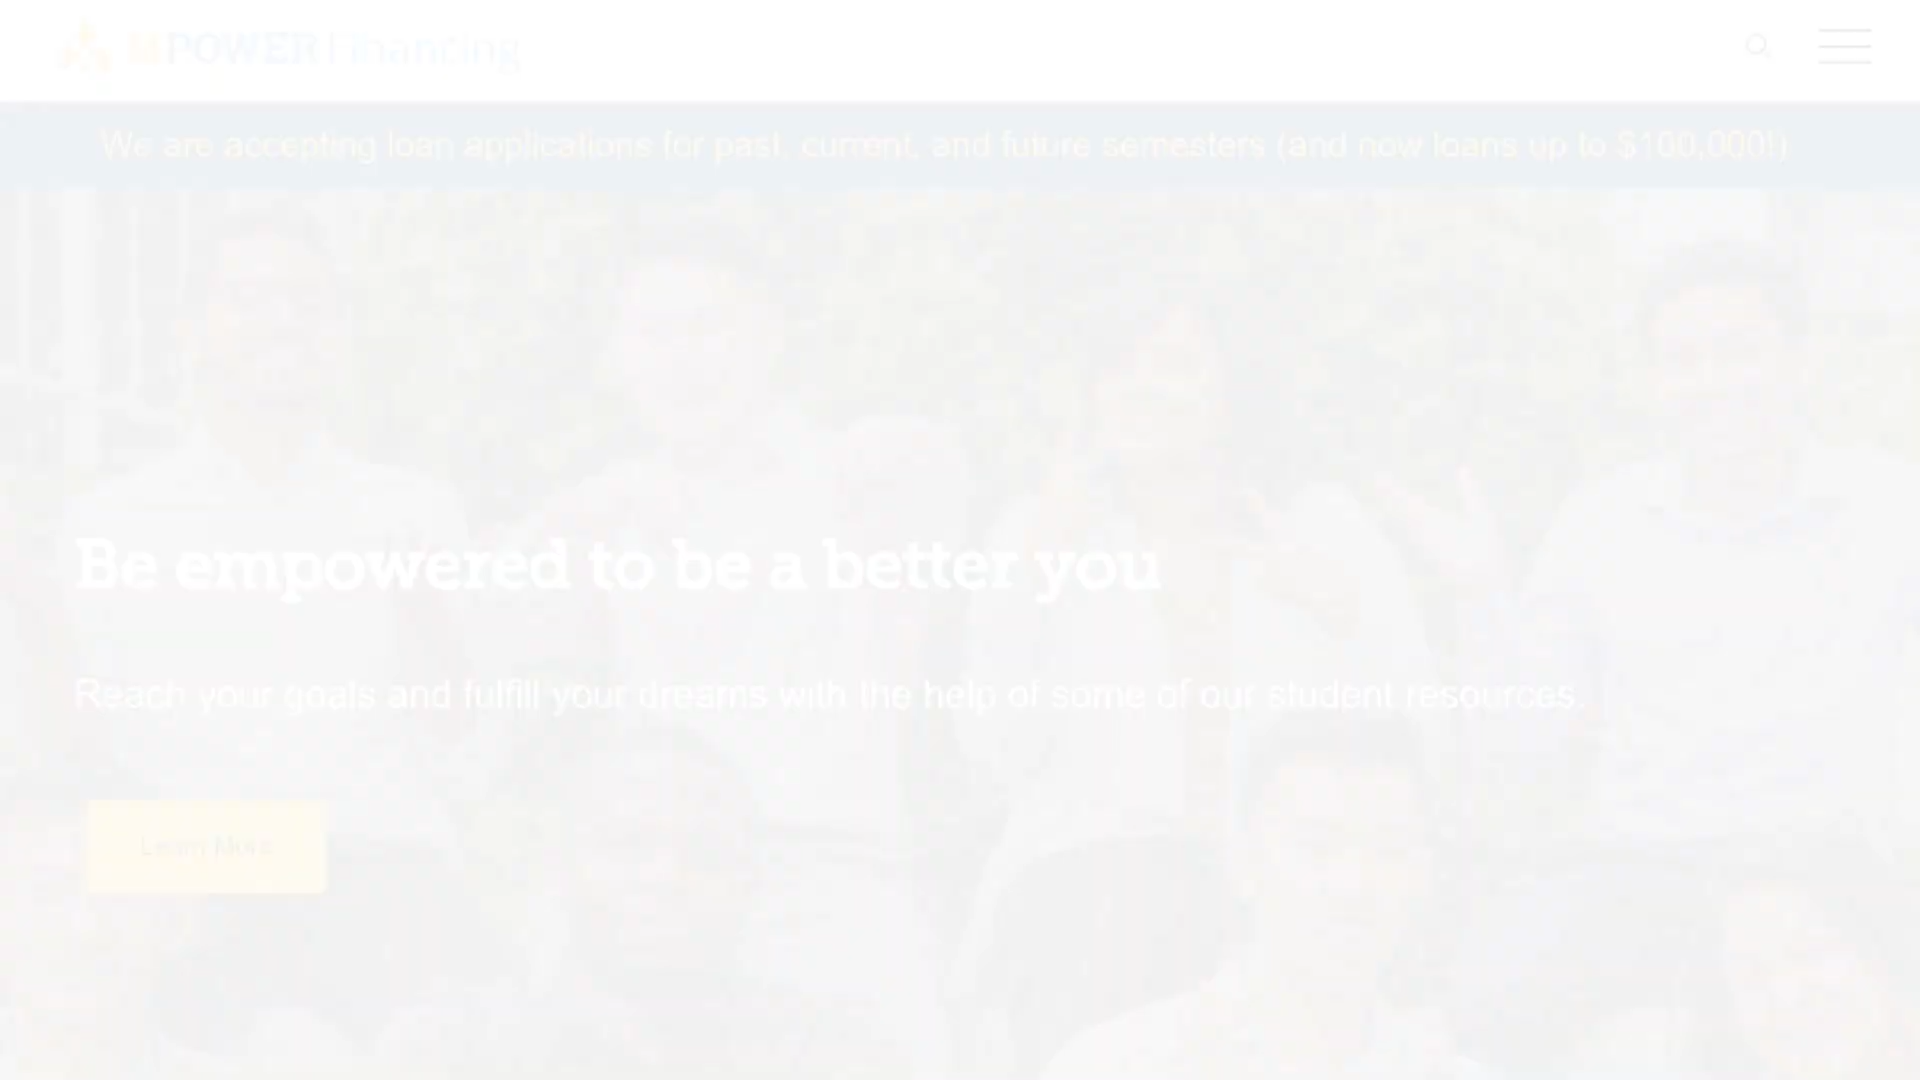 MPOWER Financing
We are accepting loan applications for past, current, and future semesters (and now loans up to $100,000!)
Be empowered to be a better you
Reach your goals and fulfill your dreams with the help of some of our student resources.
Learn More